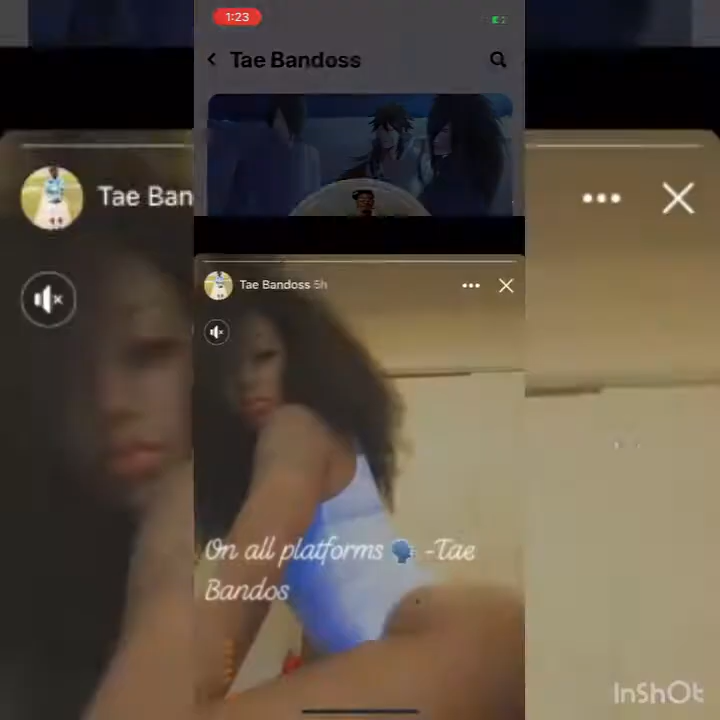 1:23
Tae Bandoss
Tae Ban
Tae Bandoss 5h
On all platforms 🗣 -Tae
Bandos
InShOt